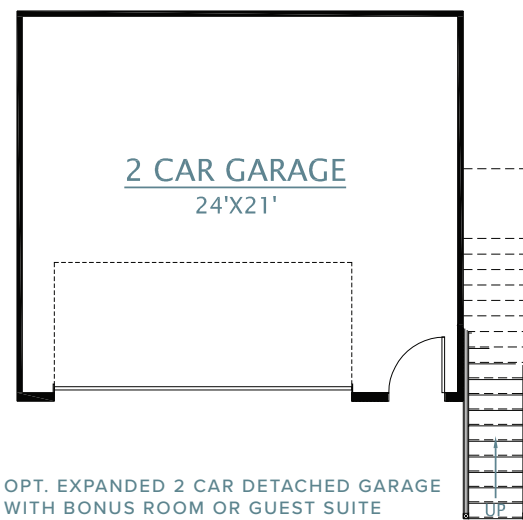 2 CAR GARAGE
24'X21'
OPT. EXPANDED 2 CAR DETACHED GARAGE
WITH BONUS ROOM OR GUEST SUITE
UP